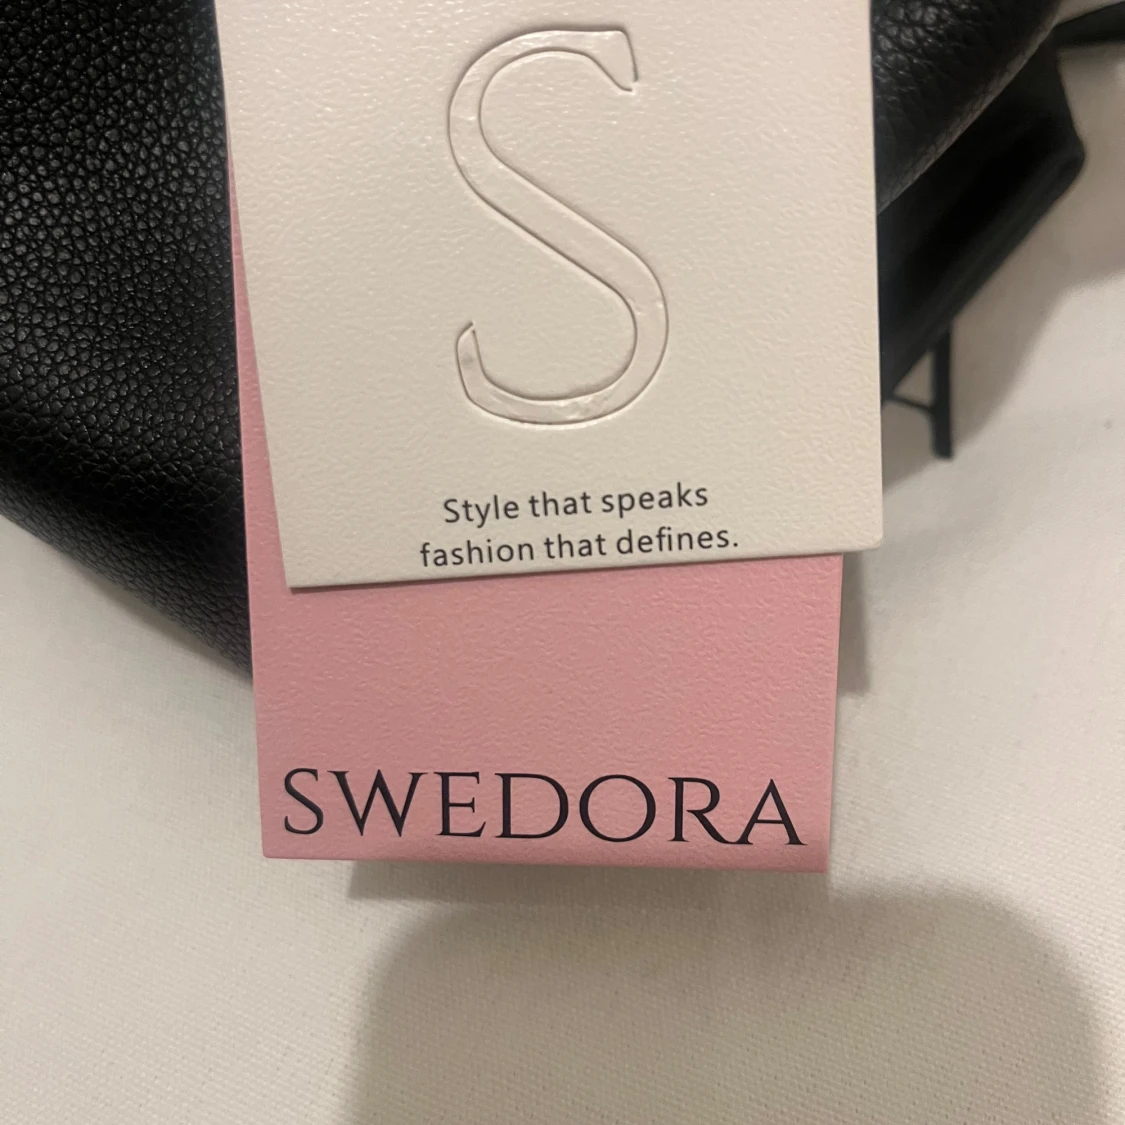 S
Style that speaks
fashion that defines.
SWEDORA